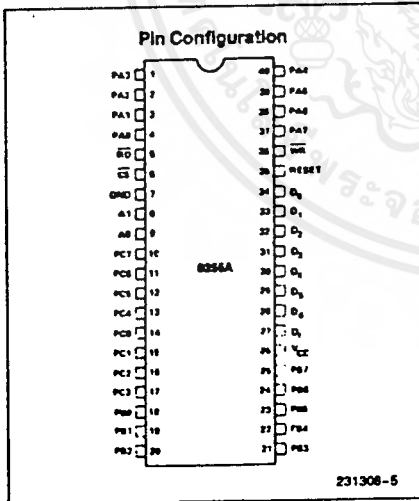 Pin Configuration
PA3 1 40 PA4
PA2 2 39 PA5
PA1 3 38 PA6
PA0 4 37 PA7
RD 5 36 WR
CS 6 35 RESET
GND 7 34 D0
A1 8 33 D1
A0 9 32 D2
PC7 10 31 D3
PC6 11 30 D4
8255A
PC5 12 29 D5
PC4 13 28 D6
PC0 14 27 D7
PC1 15 26 VCC
PC2 16 25 PB7
PC3 17 24 PB6
PB0 18 23 PB5
PB1 19 22 PB4
PB2 20 21 PB3
231308-5